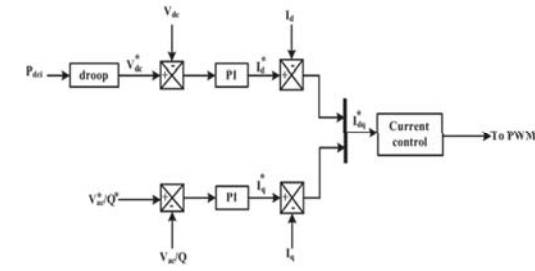 V_dc
I_d
P_dci
droop
V*_dc
-
+
PI
I*_d
-
+
I*_dq
Current
control
To PWM
V*_ac/Q*
+
-
PI
I*_q
+
-
V_ac/Q
I_q